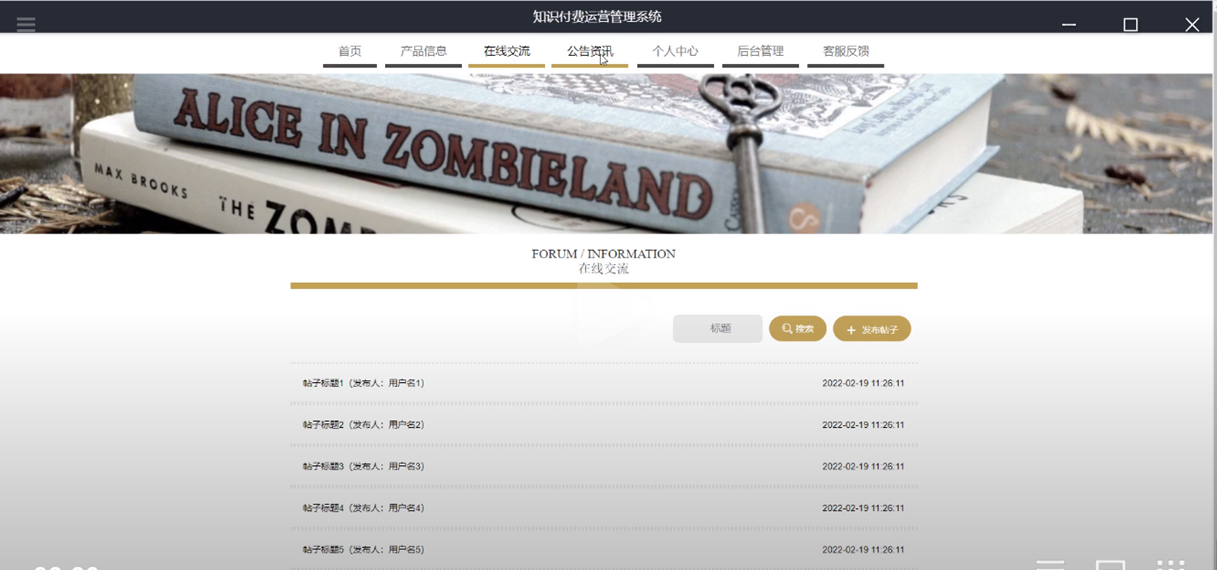 知识付费运营管理系统
首页 产品信息 在线交流 公告资讯 个人中心 后台管理 客服反馈
ALICE IN ZOMBIELAND
MAX BROOKS
THE ZOM
FORUM / INFORMATION
在线交流
标题 搜索 + 发布帖子
帖子标题1（发布人：用户名1） 2022-02-19 11:26:11
帖子标题2（发布人：用户名2） 2022-02-19 11:26:11
帖子标题3（发布人：用户名3） 2022-02-19 11:26:11
帖子标题4（发布人：用户名4） 2022-02-19 11:26:11
帖子标题5（发布人：用户名5） 2022-02-19 11:26:11